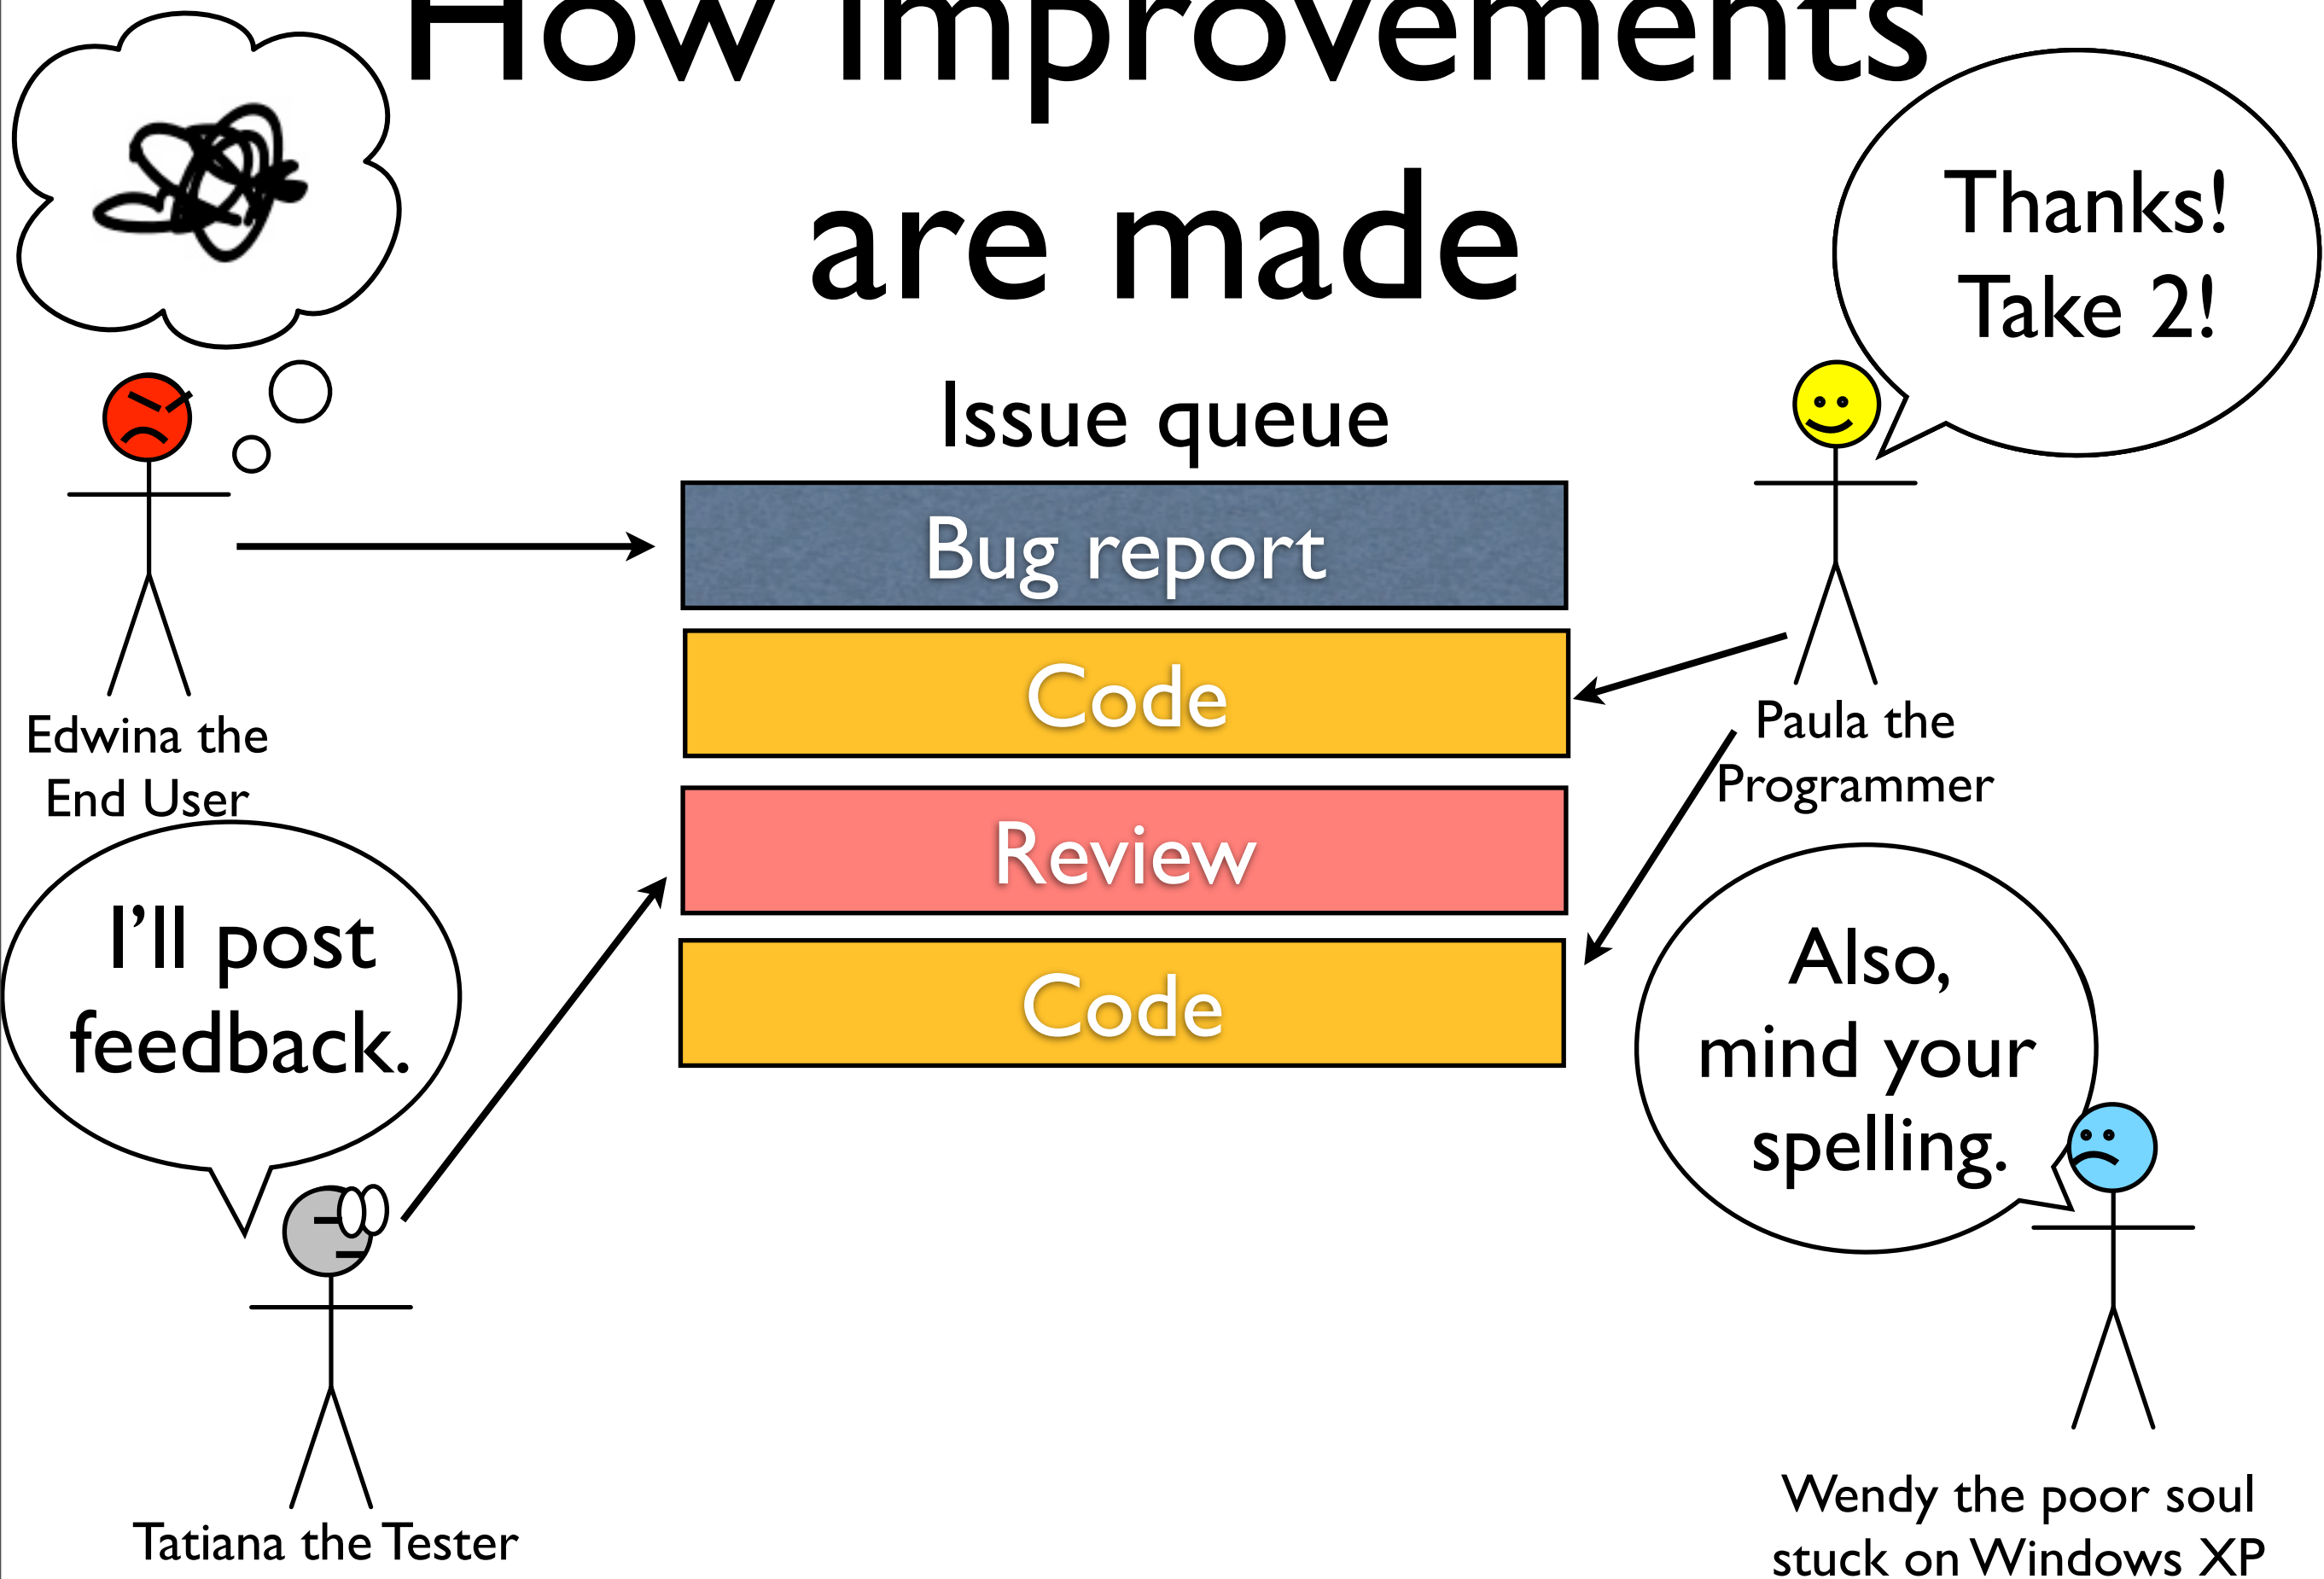 How improvements
are made
Thanks!
Take 2!
Issue queue
Bug report
Code
Edwina the
End User
Paula the
Programmer
Review
I'll post
feedback.
Code
Also,
mind your
spelling.
Tatiana the Tester
Wendy the poor soul
stuck on Windows XP